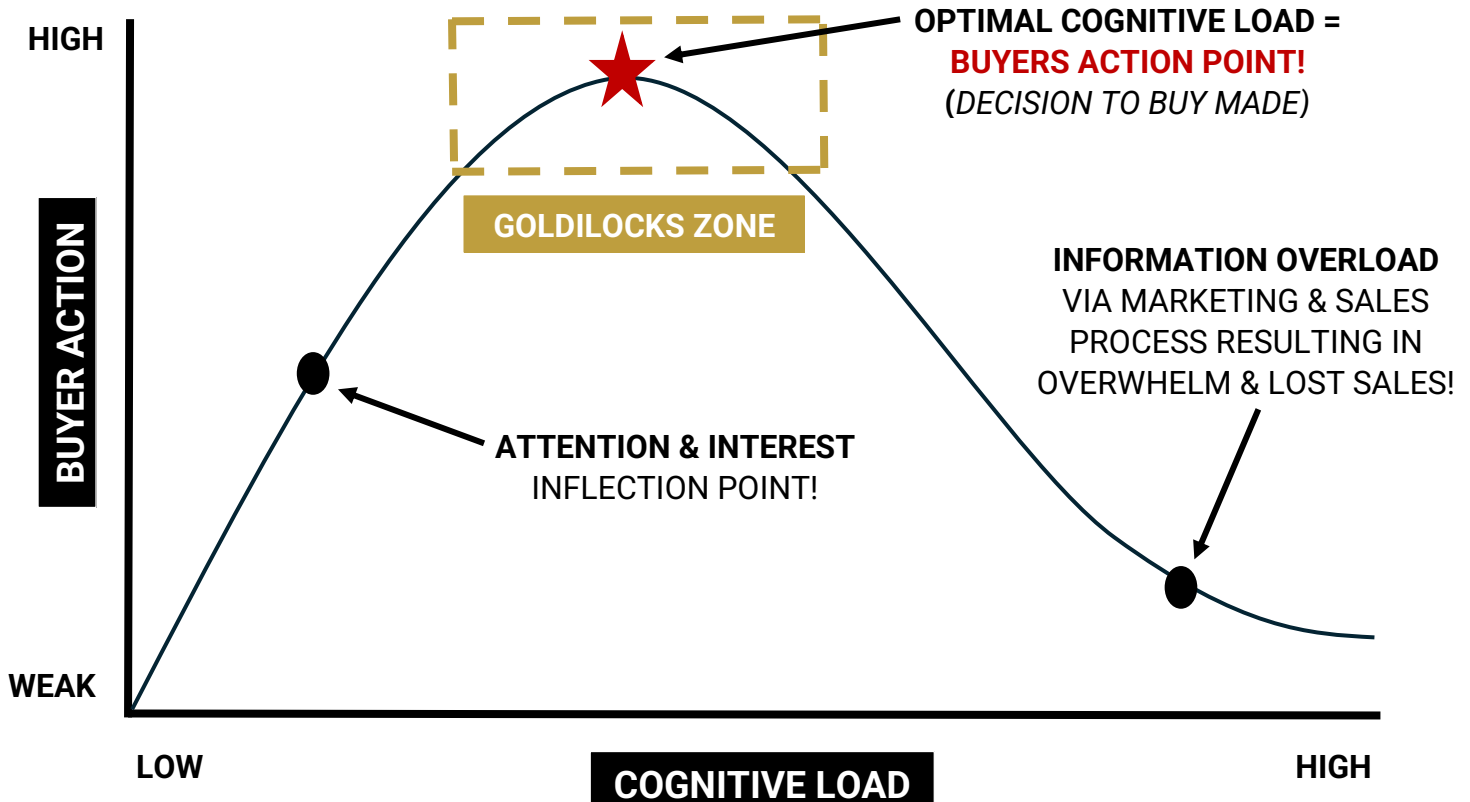 HIGH
OPTIMAL COGNITIVE LOAD =
BUYERS ACTION POINT!
(DECISION TO BUY MADE)
GOLDILOCKS ZONE
BUYER ACTION
INFORMATION OVERLOAD
VIA MARKETING & SALES
PROCESS RESULTING IN
OVERWHELM & LOST SALES!
ATTENTION & INTEREST
INFLECTION POINT!
WEAK
LOW
COGNITIVE LOAD
HIGH